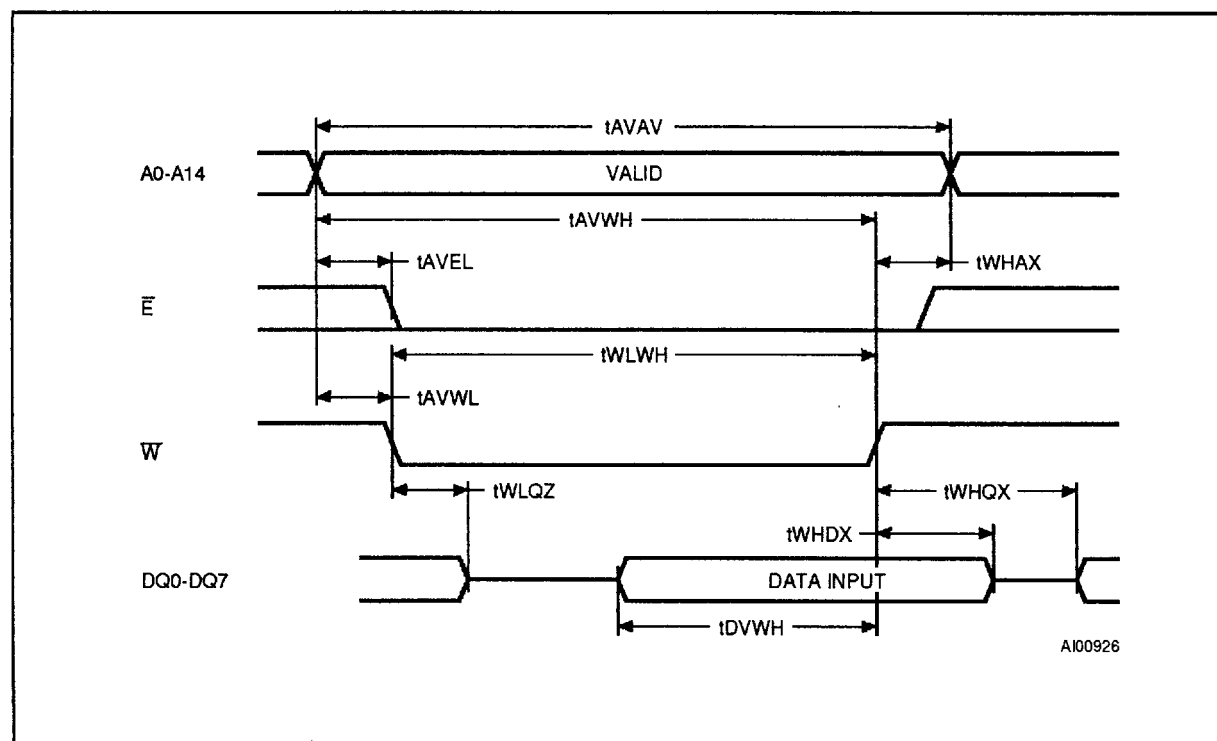 tAVAV
A0-A14
VALID
tAVWH
tAVEL
tWHAX
E̅
tWLWH
tAVWL
W̅
tWLQZ
tWHQX
tWHDX
DQ0-DQ7
DATA INPUT
tDVWH
AI00926